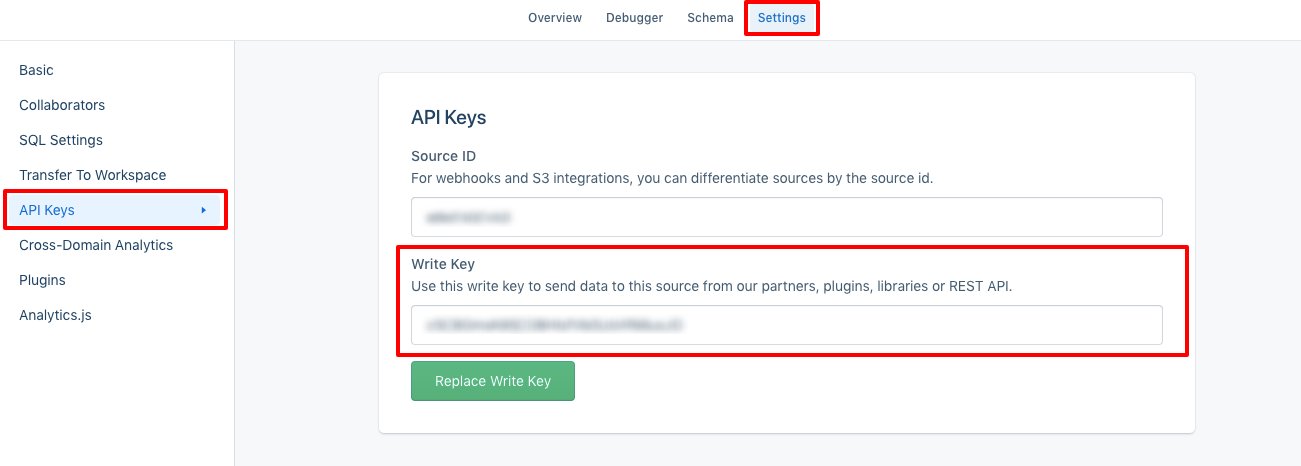 Overview Debugger Schema Settings
Basic
Collaborators
SQL Settings
Transfer To Workspace
API Keys
Cross-Domain Analytics
Plugins
Analytics.js
API Keys
Source ID
For webhooks and S3 integrations, you can differentiate sources by the source id.
Write Key
Use this write key to send data to this source from our partners, plugins, libraries or REST API.
Replace Write Key